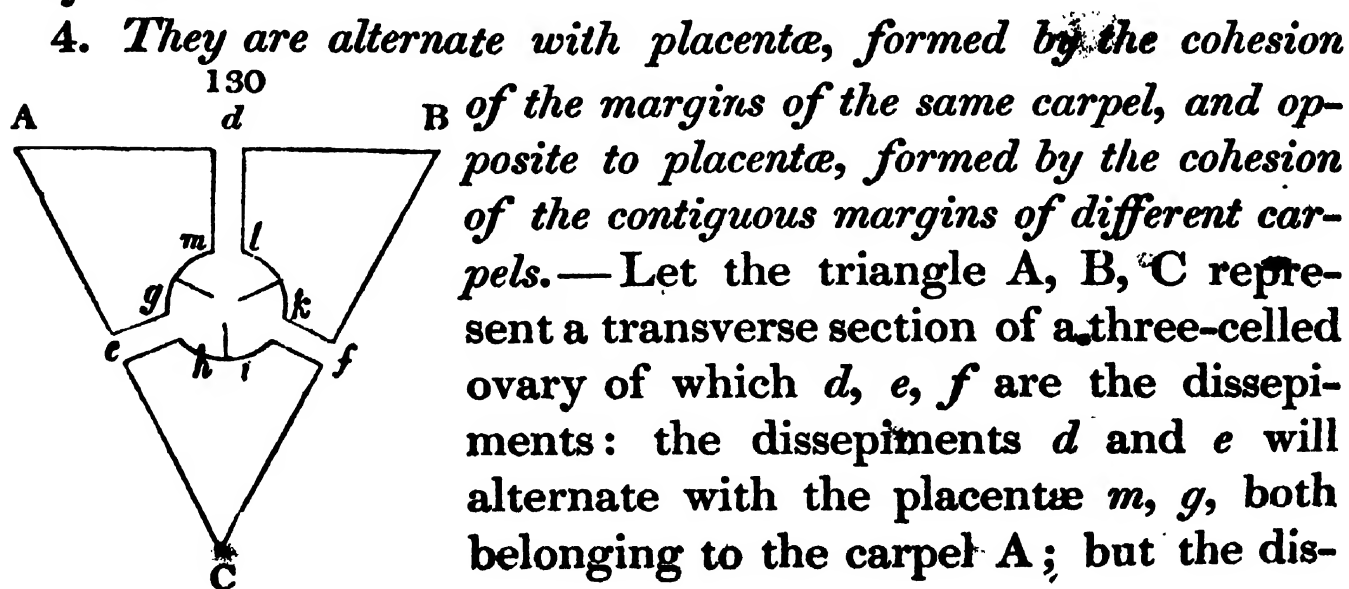 4. They are alternate with placentæ, formed by the cohesion
130
A d B
of the margins of the same carpel, and op-
posite to placentæ, formed by the cohesion
of the contiguous margins of different car-
pels.—Let the triangle A, B, C repre-
sent a transverse section of a three-celled
ovary of which d, e, f are the dissepi-
ments: the dissepiments d and e will
alternate with the placentæ m, g, both
belonging to the carpel A; but the dis-
m l
g k
e h i f
C